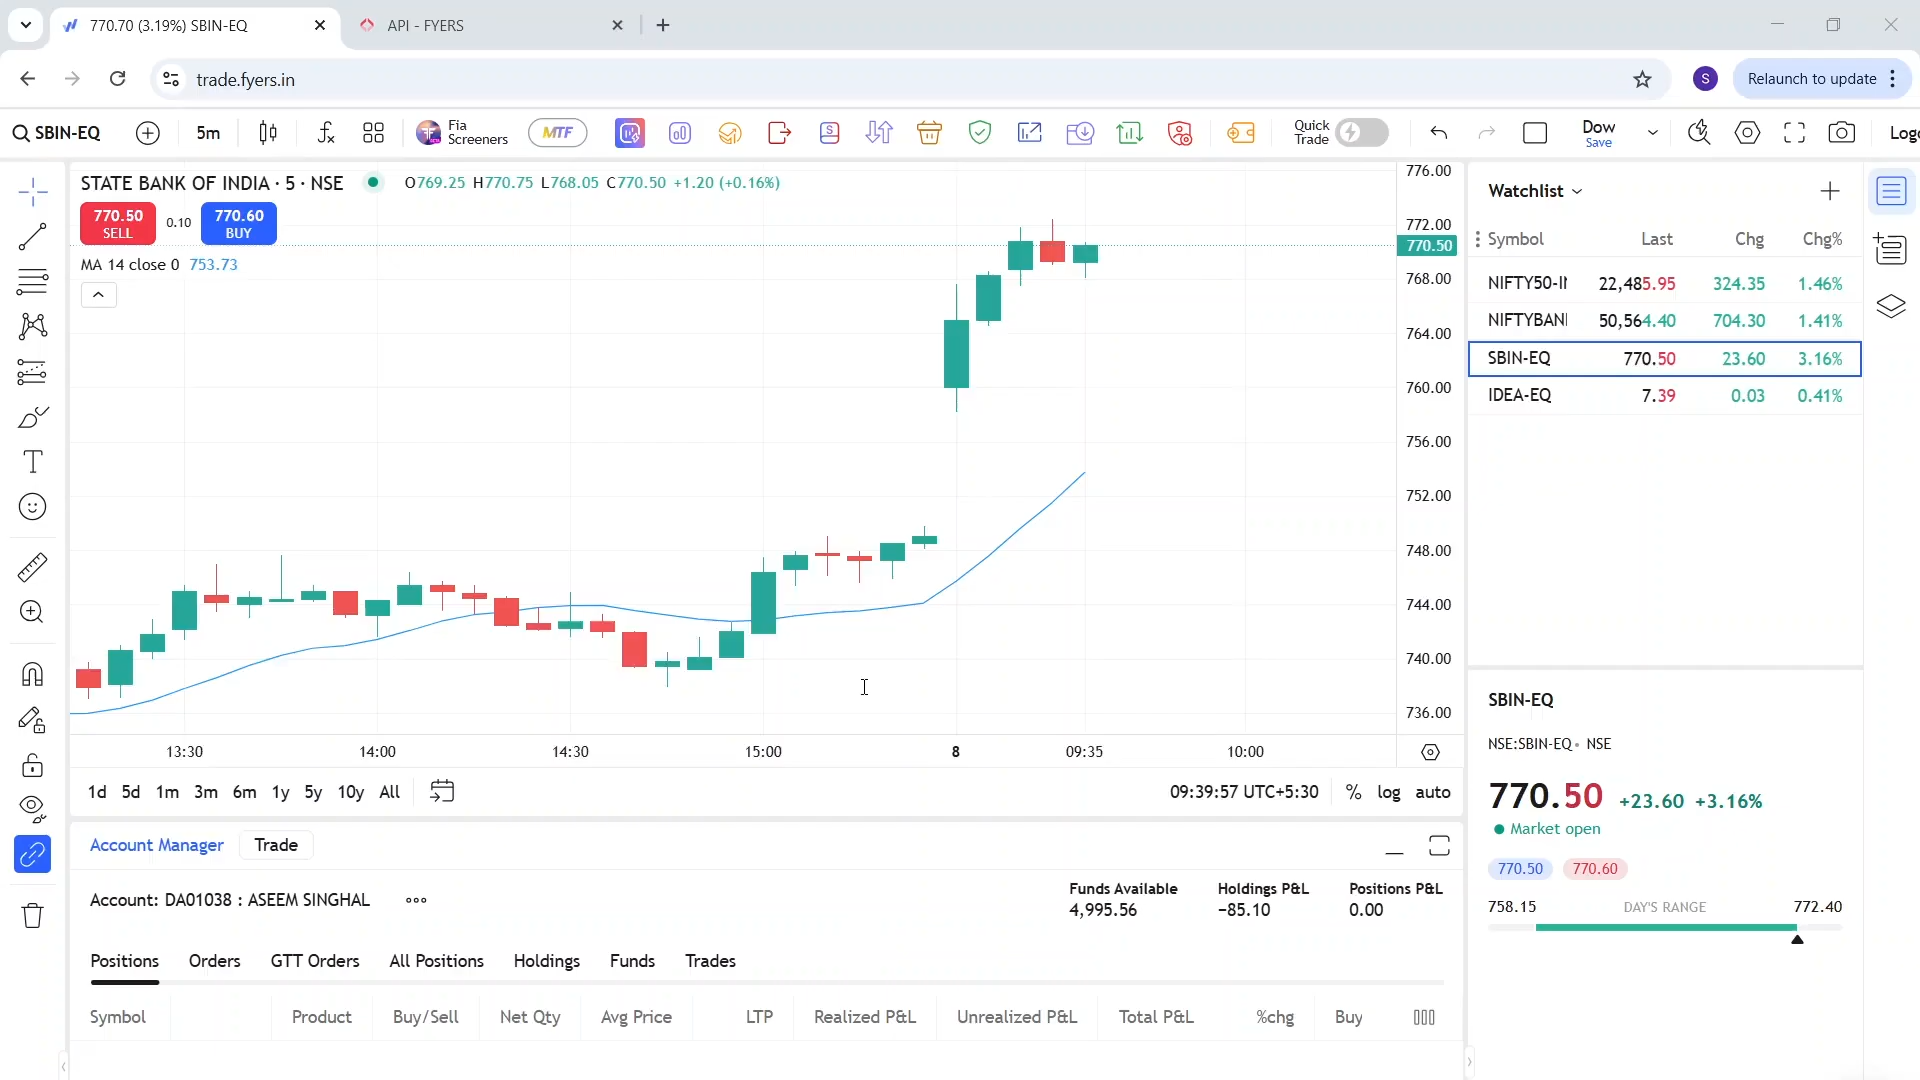 770.70 (3.19%) SBIN-EQ
API - FYERS
trade.fyers.in
S
Relaunch to update
SBIN-EQ
5m
Fia Screeners
MTF
Quick Trade
Dow
Save
STATE BANK OF INDIA · 5 · NSE
O769.25 H770.75 L768.05 C770.50 +1.20 (+0.16%)
770.50
SELL
0.10
770.60
BUY
MA 14 close 0 753.73
776.00
772.00
770.50
768.00
764.00
760.00
756.00
752.00
748.00
744.00
740.00
736.00
13:30
14:00
14:30
15:00
8
09:35
10:00
1d 5d 1m 3m 6m 1y 5y 10y All
09:39:57 UTC+5:30
% log auto
Account Manager
Trade
Account: DA01038 : ASEEM SINGHAL
Funds Available
4,995.56
Holdings P&L
−85.10
Positions P&L
0.00
Positions Orders GTT Orders All Positions Holdings Funds Trades
Symbol Product Buy/Sell Net Qty Avg Price LTP Realized P&L Unrealized P&L Total P&L %chg Buy
Watchlist
Symbol Last Chg Chg%
22,485.95 324.35 1.46%
50,564.40 704.30 1.41%
SBIN-EQ 770.50 23.60 3.16%
IDEA-EQ 7.39 0.03 0.41%
SBIN-EQ
NSE:SBIN-EQ • NSE
770.50 +23.60 +3.16%
Market open
770.50 770.60
758.15 DAY'S RANGE 772.40